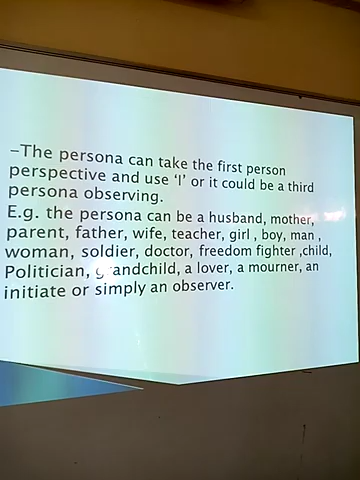 -The persona can take the first person
perspective and use 'I' or it could be a third
persona observing.
E.g. the persona can be a husband, mother,
parent, father, wife, teacher, girl , boy, man ,
woman, soldier, doctor, freedom fighter ,child,
Politician, grandchild, a lover, a mourner, an
initiate or simply an observer.